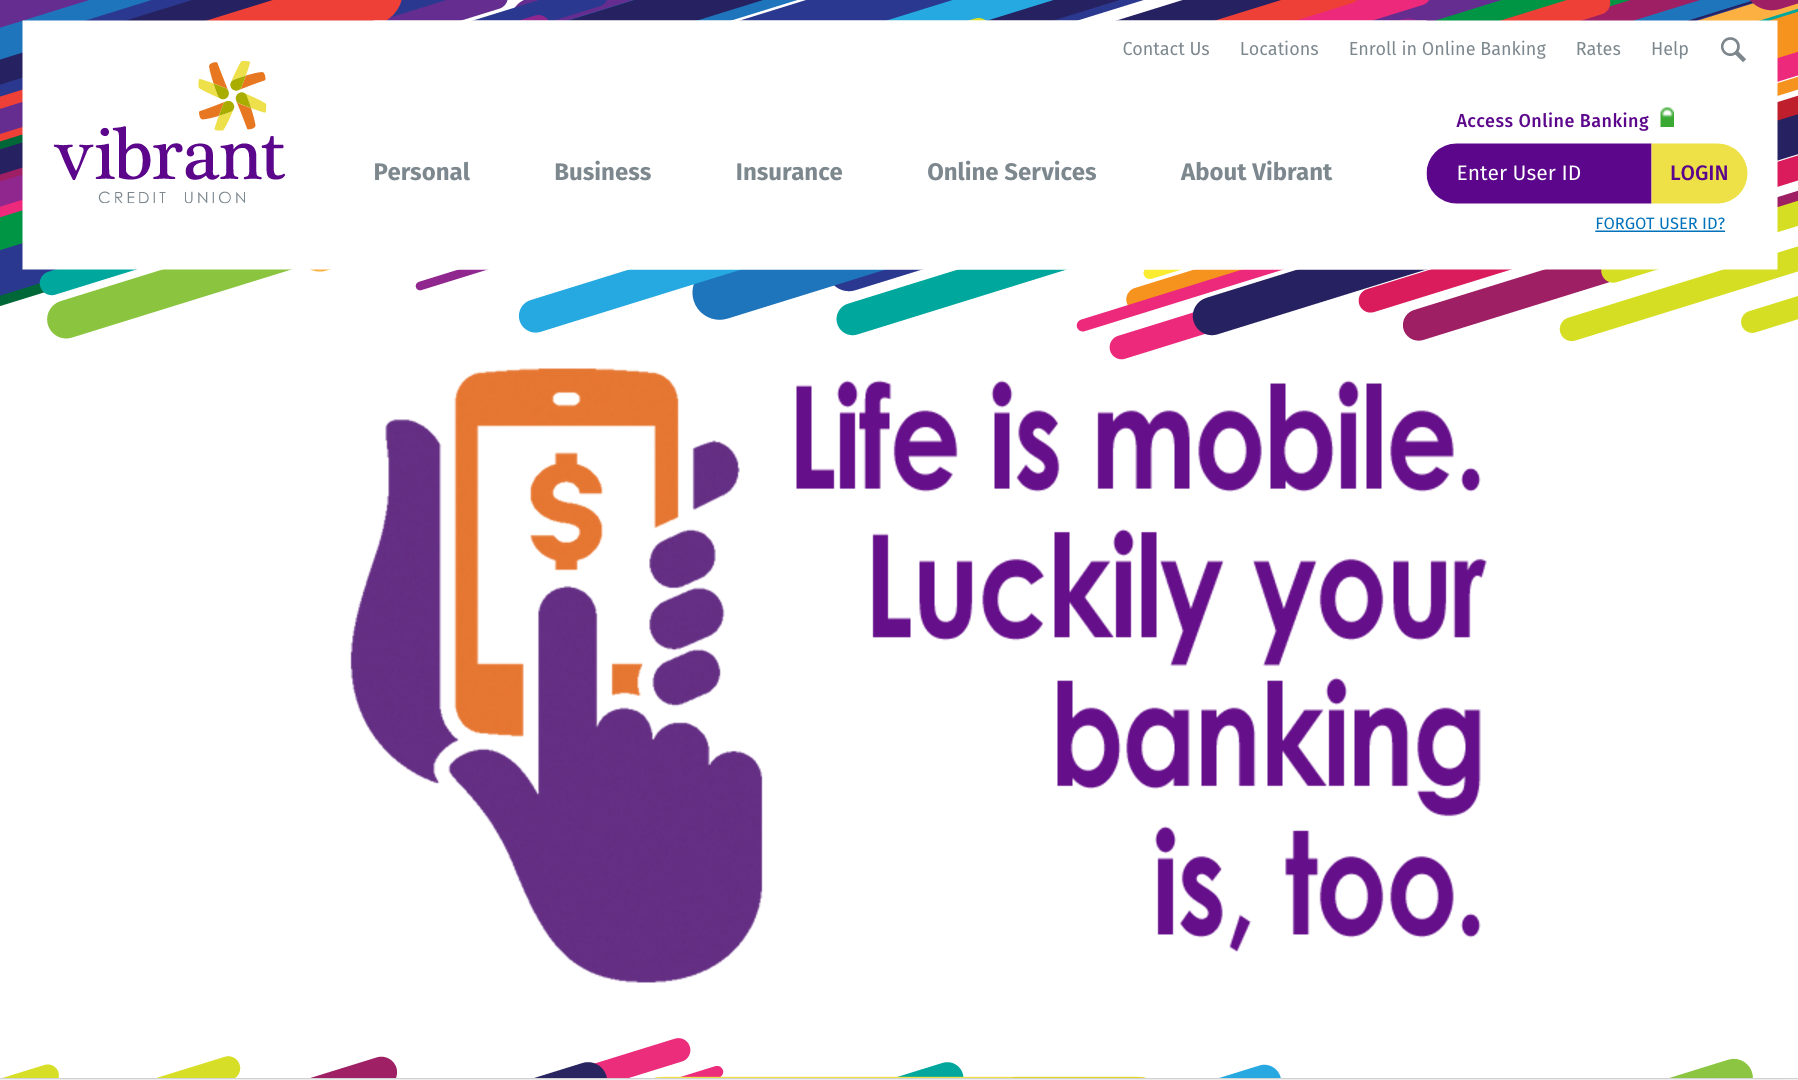 Contact Us Locations Enroll in Online Banking Rates Help
vibrant
CREDIT UNION
Personal Business Insurance Online Services About Vibrant
Access Online Banking
Enter User ID LOGIN
FORGOT USER ID?
$
Life is mobile.
Luckily your
banking
is, too.